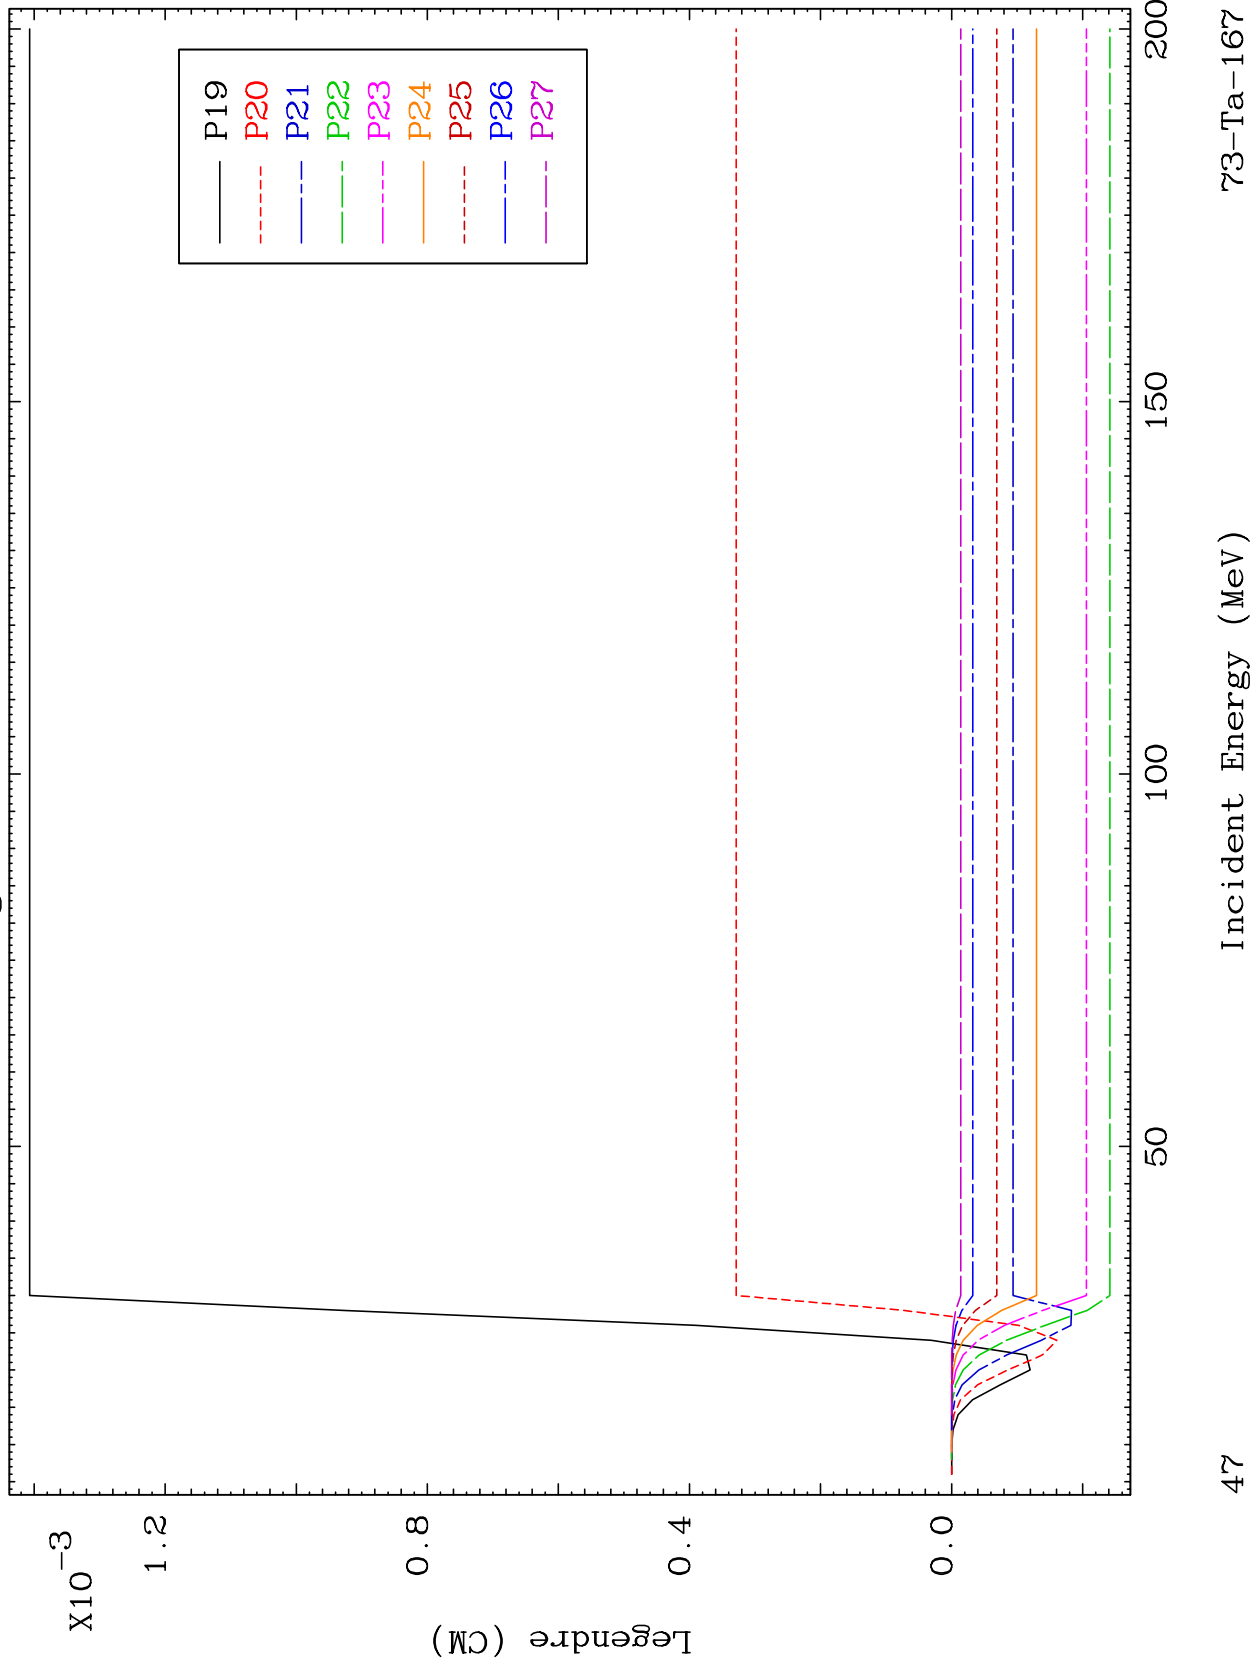 X10-3
1.2
0.8
0.4
0.0
Legendre (CM)
P19
P20
P21
P22
P23
P24
P25
P26
P27
50
100
150
200
47
Incident Energy (MeV)
73-Ta-167